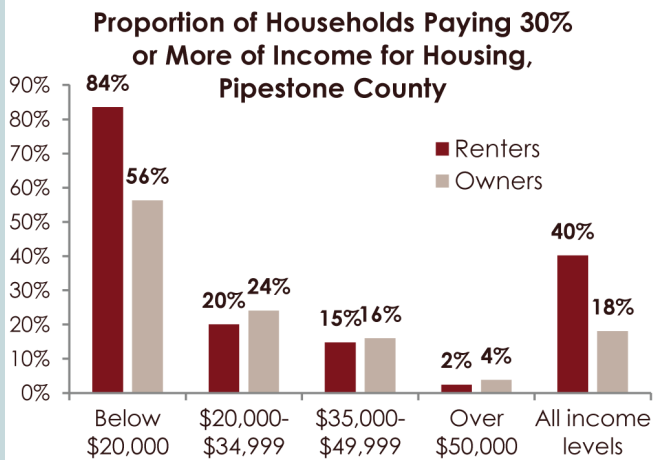 Proportion of Households Paying 30%
or More of Income for Housing,
Pipestone County
90%
80%
70%
60%
50%
40%
30%
20%
10%
0%
84%
56%
20%
24%
15%
16%
2%
4%
40%
18%
Renters
Owners
Below
$20,000
$20,000-
$34,999
$35,000-
$49,999
Over
$50,000
All income
levels